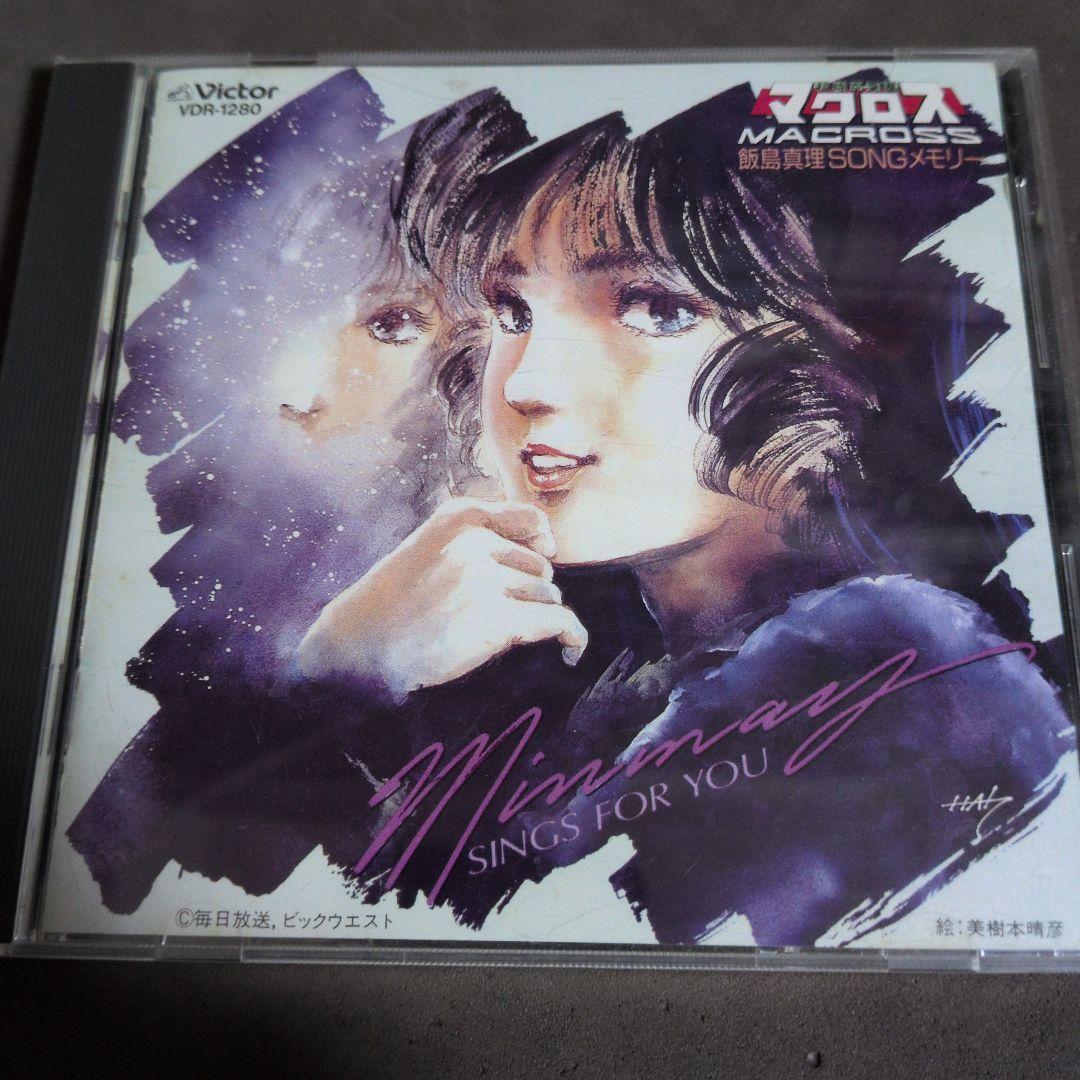 Victor
VDR-1280
マクロス
MACROSS
飯島真理SONGメモリー
Minmay
SINGS FOR YOU
HAL
©毎日放送,ビックウエスト
絵:美樹本晴彦